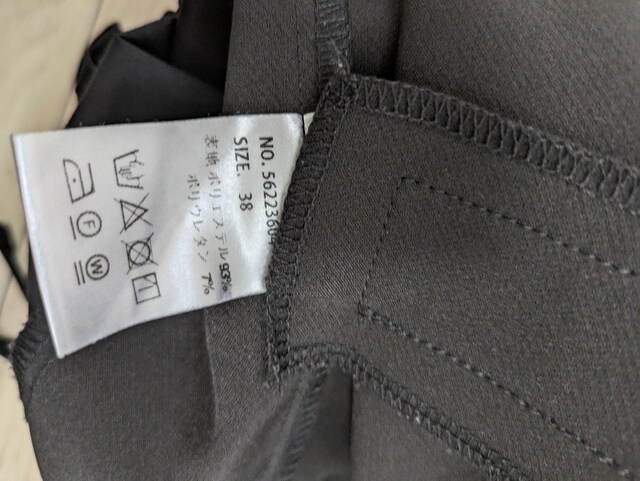 NO. 56223604
SIZE. 38
表地 ポリエステル 93%
ポリウレタン 7%
F
W